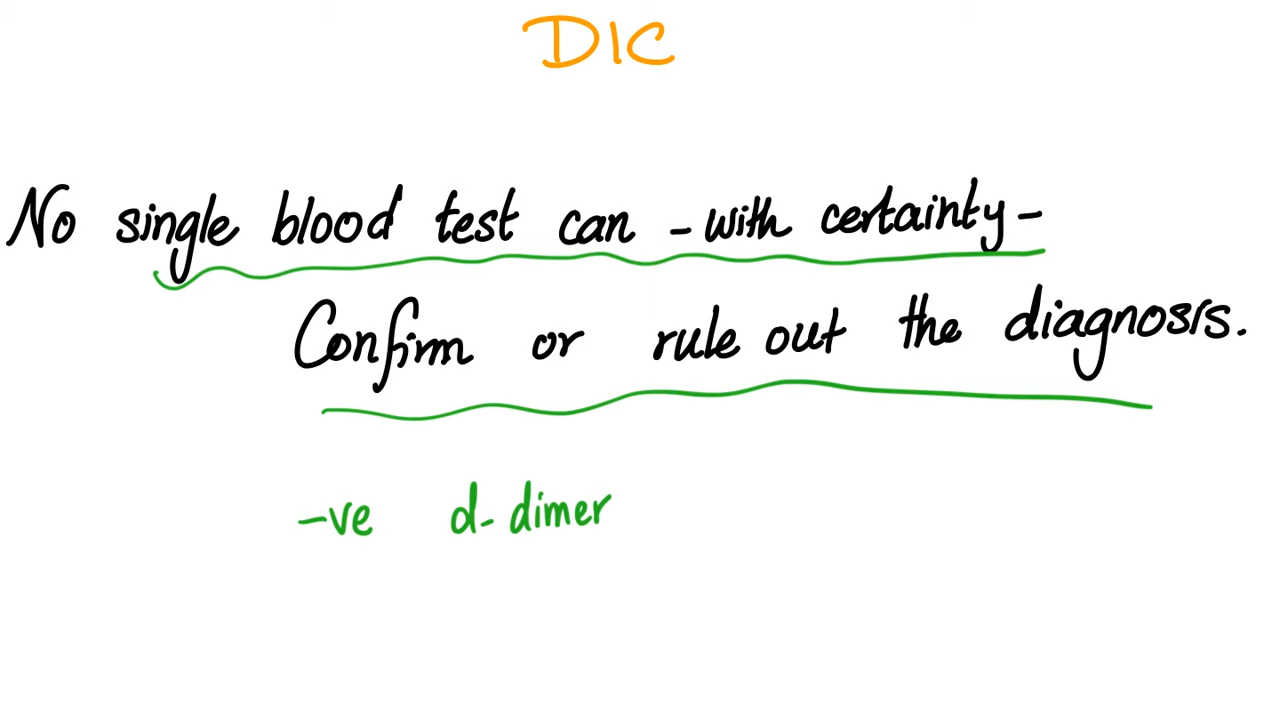 DIC
No single blood test can - with certainty -
Confirm or rule out the diagnosis.
-ve d-dimer